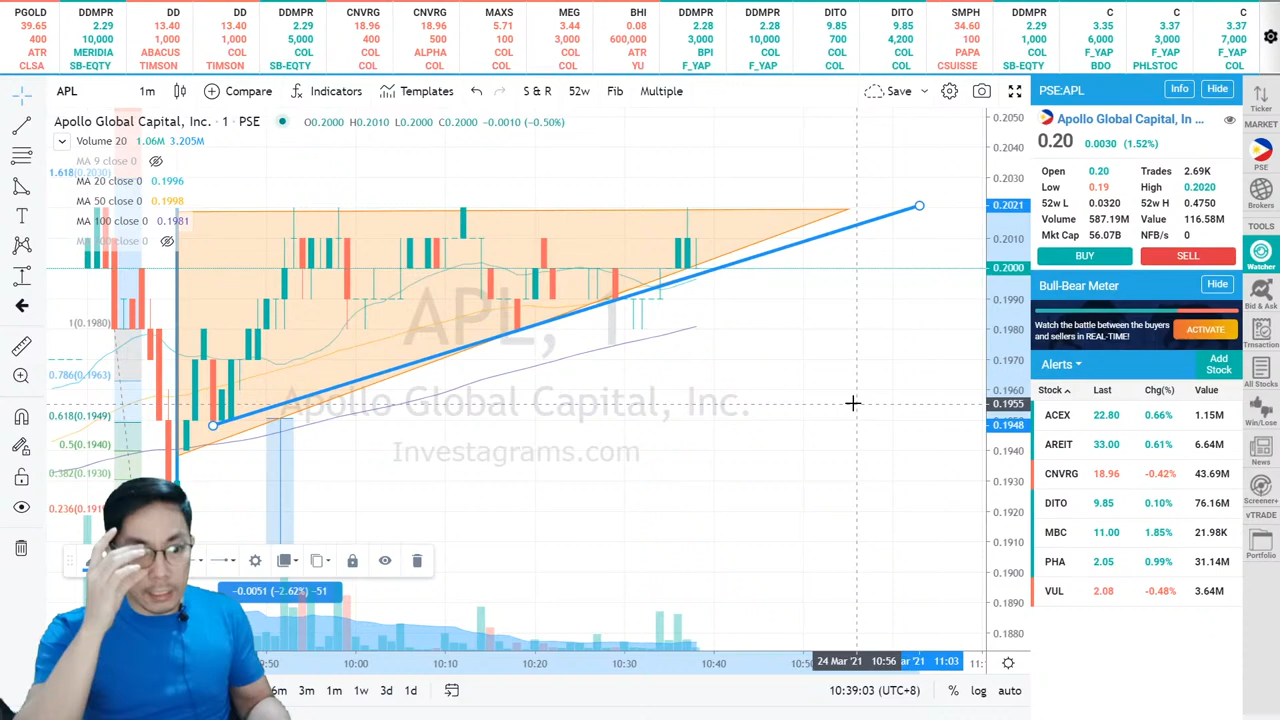 PGOLD DDMPR DD DD DDMPR CNVRG CNVRG MAXS MEG BHI DDMPR DDMPR DITO DITO SMPH DDMPR C C C
39.65 2.29 13.40 13.40 2.29 18.96 18.96 5.71 3.44 0.08 2.28 2.28 9.85 9.85 34.60 2.29 3.35 3.37 3.37
400 10,000 1,000 1,000 5,000 400 500 100 3,000 600,000 3,000 10,000 700 4,200 100 1,000 6,000 3,000 7,000
ATR MERIDIA ABACUS COL COL COL ALPHA COL COL ATR BPI COL COL COL PAPA COL F_YAP F_YAP F_YAP
CLSA SB-EQTY TIMSON TIMSON SB-EQTY COL COL COL COL YU F_YAP F_YAP COL COL CSUISSE SB-EQTY BDO PHLSTOC COL
APL 1m Compare Indicators Templates S & R 52w Fib Multiple Save
Apollo Global Capital, Inc. · 1 · PSE O0.2000 H0.2010 L0.2000 C0.2000 -0.0010 (-0.50%)
Volume 20 1.06M 3.205M
MA 9 close 0
1.618(0.2030)
MA 20 close 0 0.1996
MA 50 close 0 0.1998
MA 100 close 0 0.1981
1(0.1980)
0.786(0.1963)
0.618(0.1949)
0.5(0.1940)
0.382(0.1930)
APL, 1
Apollo Global Capital, Inc.
Investagrams.com
-0.0051 (-2.62%) -51
0.2050
0.2040
0.2030
0.2021
0.2010
0.2000
0.1990
0.1980
0.1970
0.1960
0.1955
0.1948
0.1940
0.1930
0.1920
0.1910
0.1900
0.1890
0.1880
10:00 10:12 10:20 10:30 10:40 24 Mar '21 10:56 11:03
3m 1m 1w 3d 1d 10:39:03 (UTC+8) % log auto
PSE:APL Info Hide
Apollo Global Capital, In ...
0.20 0.0030 (1.52%)
Open 0.20 Trades 2.69K
Low 0.19 High 0.2020
52w L 0.0320 52w H 0.4750
Volume 587.19M Value 116.58M
Mkt Cap 56.07B NFB/s 0
BUY SELL
Bull-Bear Meter Hide
Watch the battle between the buyers
and sellers in REAL-TIME!
ACTIVATE
Alerts Add
Stock
Stock Last Chg(%) Value
ACEX 22.80 0.66% 1.15M
AREIT 33.00 0.61% 6.64M
CNVRG 18.96 -0.42% 43.69M
DITO 9.85 0.10% 76.16M
MBC 11.00 1.85% 21.98K
PHA 2.05 0.99% 31.14M
VUL 2.08 -0.48% 3.64M
Ticker
MARKET
PSE
Brokers
TOOLS
Watcher
Bid & Ask
Trnsaction
All Stocks
Win/Lose
News
Screener+
vTRADE
Portfolio